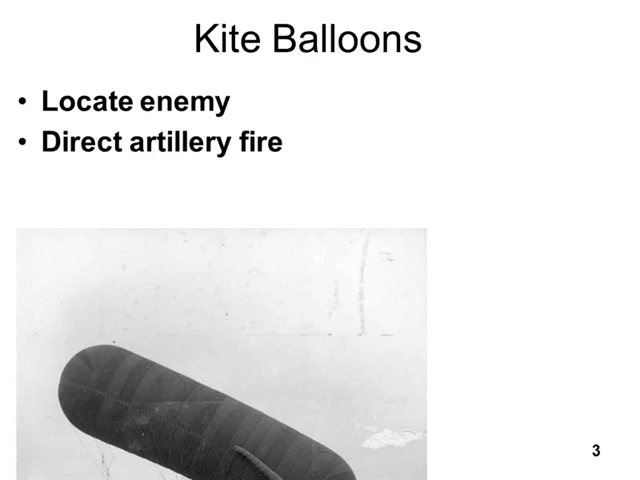 Kite Balloons
• Locate enemy
• Direct artillery fire
3